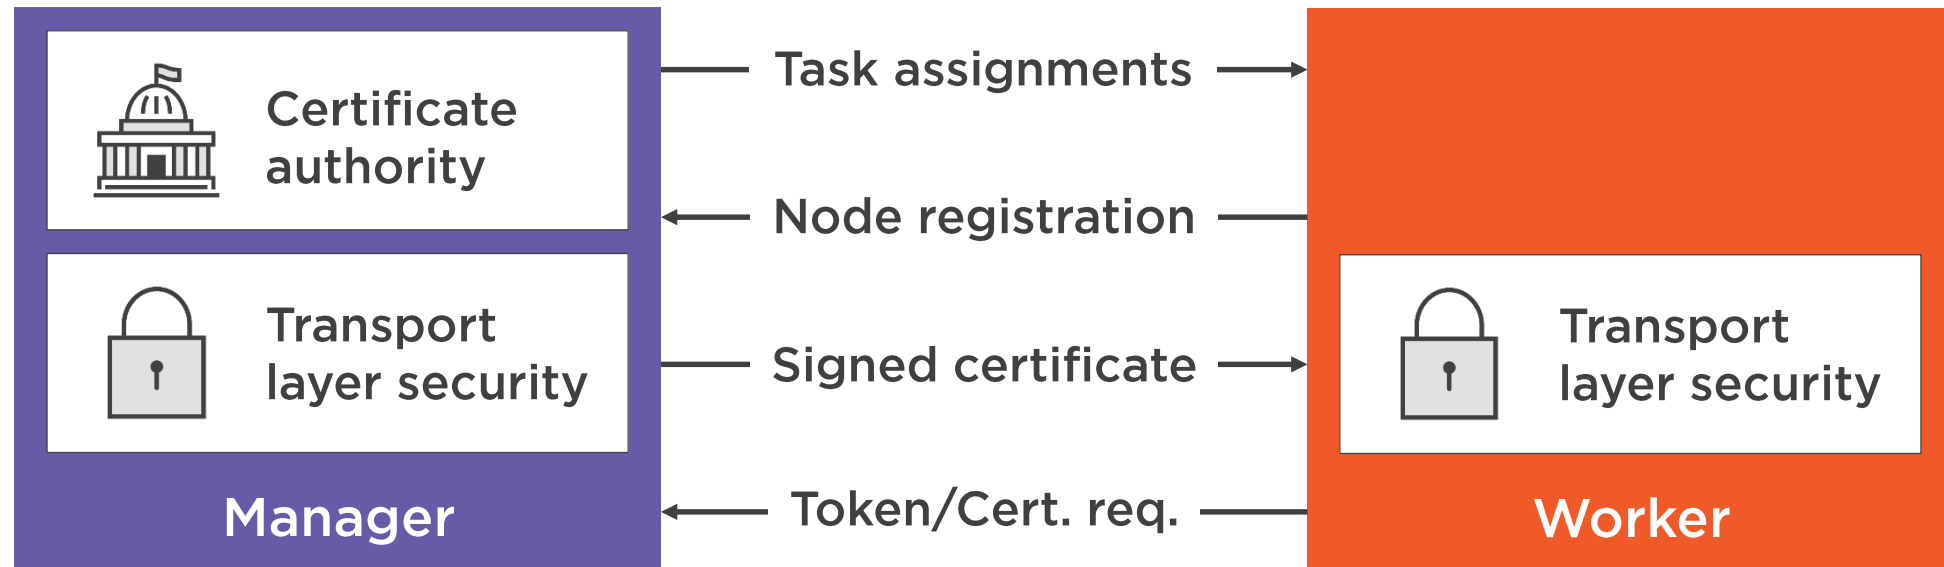 Certificate
authority
Transport
layer security
Manager
Task assignments
Node registration
Signed certificate
Token/Cert. req.
Transport
layer security
Worker